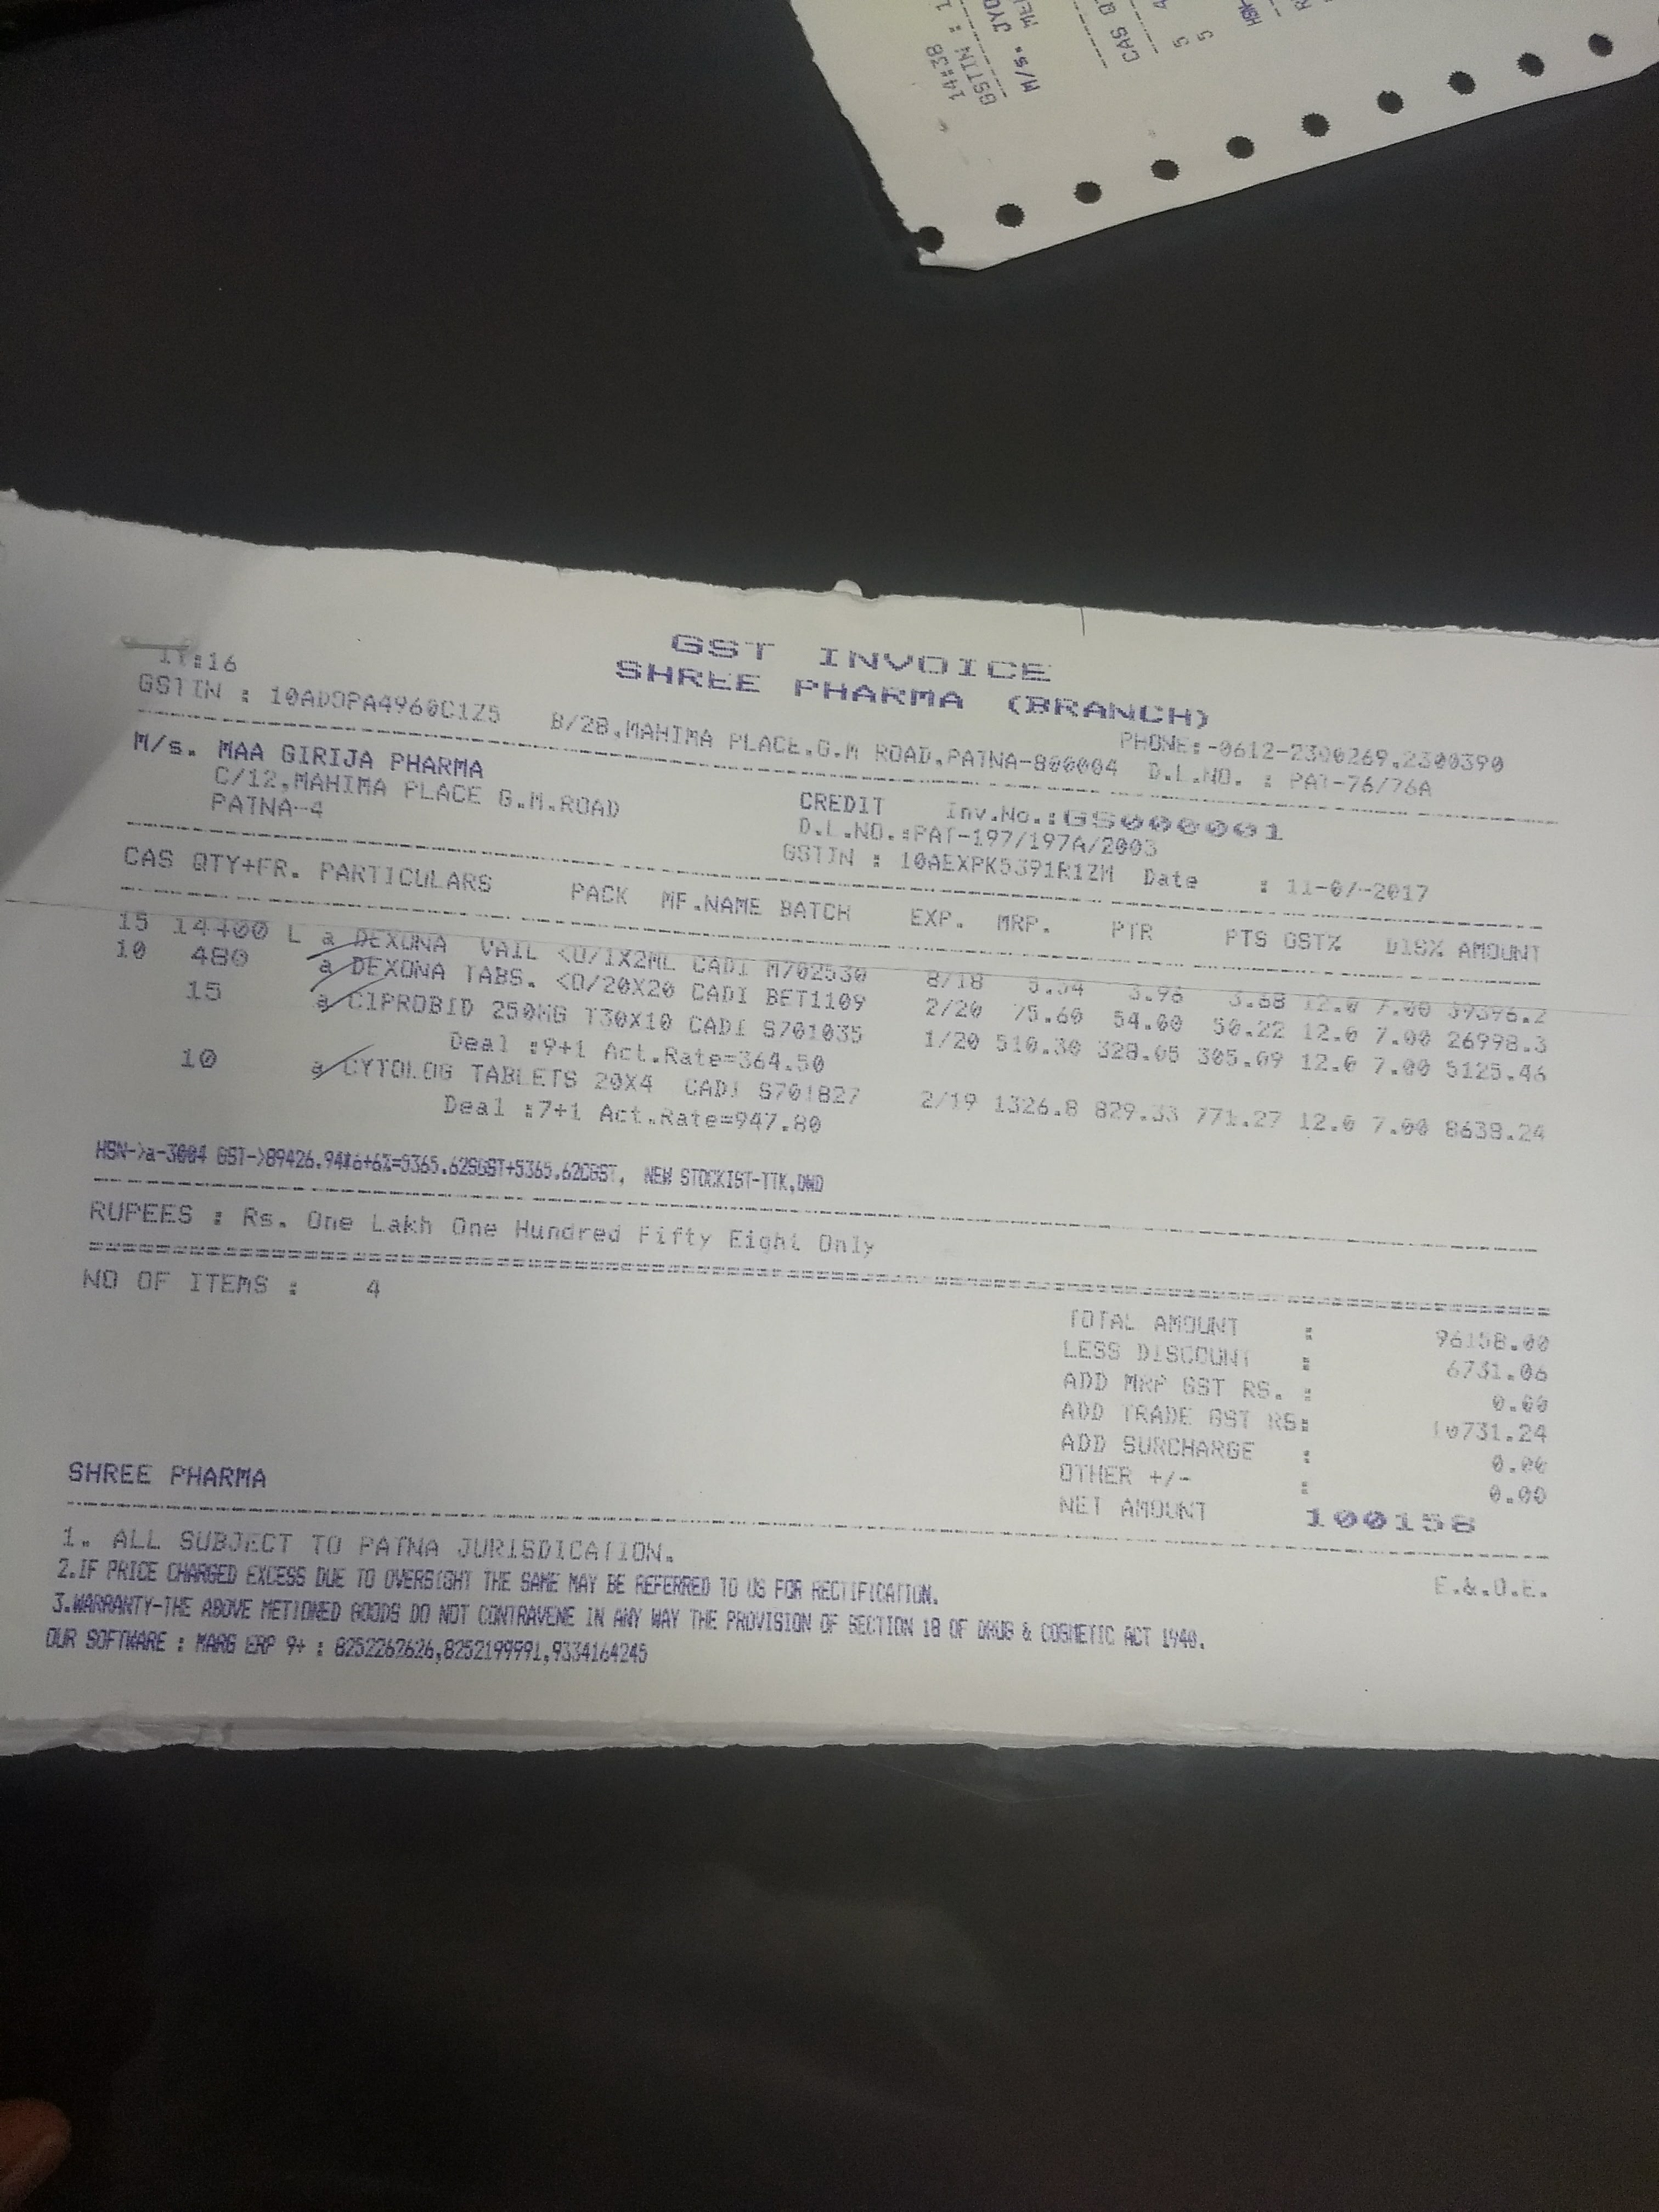 14:38
GSTIN : 1
M/s. JYO
CAS Q
5 4
5
HSN-
GST INVOICE
SHREE PHARMA (BRANCH)
:16
GSTIN : 10ADOPA4960C1Z5 B/28,MAHIMA PLACE,G.M ROAD,PATNA-800004 PHONE:-0612-2300269,2300390
D.L.NO. : PAT-76/76A
M/s. MAA GIRIJA PHARMA
C/12,MAHIMA PLACE G.M.ROAD
PATNA-4
CREDIT Inv.No.:GS000001
D.L.NO.:PAT-197/197A/2003
GSTIN : 10AEXPK5391R1ZM Date : 11-07-2017
CAS QTY+FR. PARTICULARS PACK MF.NAME BATCH EXP. MRP. PTR PTS GST% DIS% AMOUNT
15 14400 L a DEXONA VAIL <D/1X2ML CADI M702530 8/18 5.54 3.96 3.68 12.0 7.00 39396.2
10 480 a DEXONA TABS. <D/20X20 CADI BET1109 2/20 75.60 54.00 50.22 12.0 7.00 26998.3
15 a CIPROBID 250MG T30X10 CADI S701035 1/20 510.30 328.05 305.09 12.0 7.00 5125.46
Deal :9+1 Act.Rate=364.50
10 a CYTOLOG TABLETS 20X4 CADI S701827 2/19 1326.8 829.33 771.27 12.0 7.00 8638.24
Deal :7+1 Act.Rate=947.80
HSN->a-3004 GST->89426.94*6+6%=5365.62SGST+5365.62CGST, NEW STOCKIST-TTK,DWD
RUPEES : Rs. One Lakh One Hundred Fifty Eight Only
NO OF ITEMS : 4
TOTAL AMOUNT : 96158.00
LESS DISCOUNT : 6731.06
ADD MRP GST RS. : 0.00
ADD TRADE GST RS: 10731.24
ADD SURCHARGE : 0.00
OTHER +/- : 0.00
NET AMOUNT 100158
SHREE PHARMA
1. ALL SUBJECT TO PATNA JURISDICATION.
2.IF PRICE CHARGED EXCESS DUE TO OVERSIGHT THE SAME MAY BE REFERRED TO US FOR RECTIFICATION.
E.&.O.E.
3.WARRANTY-THE ABOVE METIONED GOODS DO NOT CONTRAVENE IN ANY WAY THE PROVISION OF SECTION 18 OF DRUG & COSMETIC ACT 1940.
OUR SOFTWARE : MARG ERP 9+ : 8252262626,8252199991,9334164245